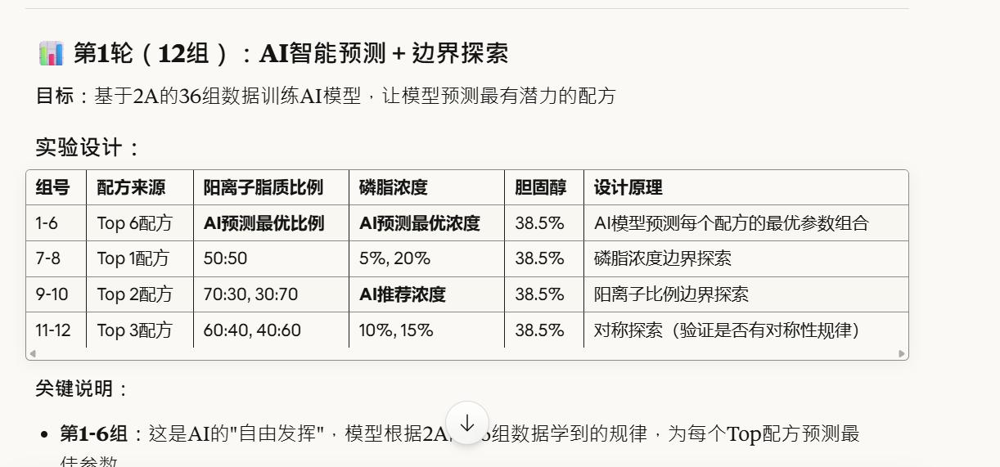 第1轮（12组）：AI智能预测 + 边界探索
目标：基于2A的36组数据训练AI模型，让模型预测最有潜力的配方
实验设计：
组号 配方来源 阳离子脂质比例 磷脂浓度 胆固醇 设计原理
1-6 Top 6配方 AI预测最优比例 AI预测最优浓度 38.5% AI模型预测每个配方的最优参数组合
7-8 Top 1配方 50:50 5%, 20% 38.5% 磷脂浓度边界探索
9-10 Top 2配方 70:30, 30:70 AI推荐浓度 38.5% 阳离子比例边界探索
11-12 Top 3配方 60:40, 40:60 10%, 15% 38.5% 对称探索（验证是否有对称性规律）
关键说明：
第1-6组：这是AI的"自由发挥"，模型根据2A 组数据学到的规律，为每个Top配方预测最
佳参数